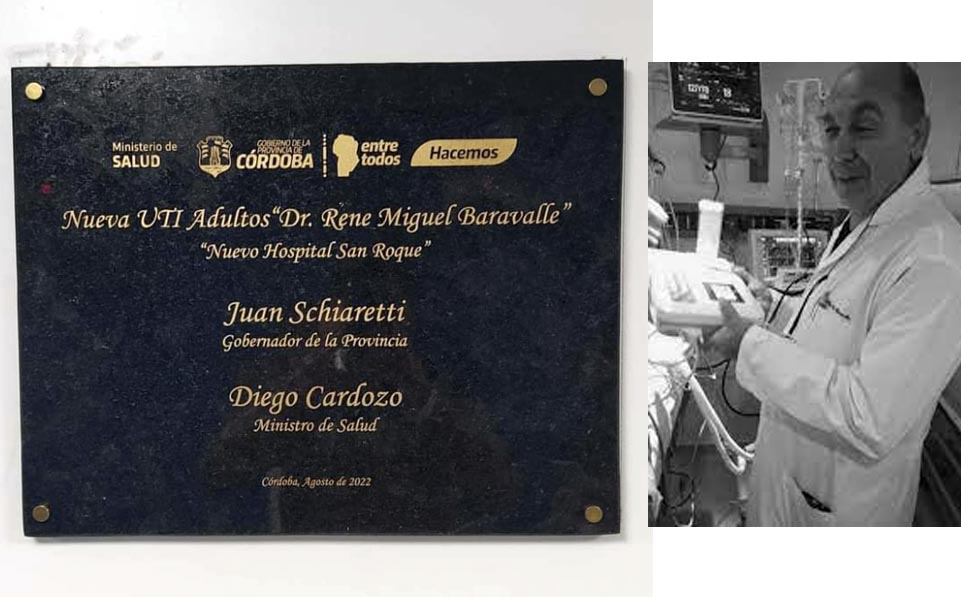 Ministerio de
SALUD
GOBIERNO DE LA
PROVINCIA DE
CÓRDOBA
entre
todos
Hacemos
Nueva UTI Adultos “Dr. Rene Miguel Baravalle”
“Nuevo Hospital San Roque”
Juan Schiaretti
Gobernador de la Provincia
Diego Cardozo
Ministro de Salud
Córdoba, Agosto de 2022
18